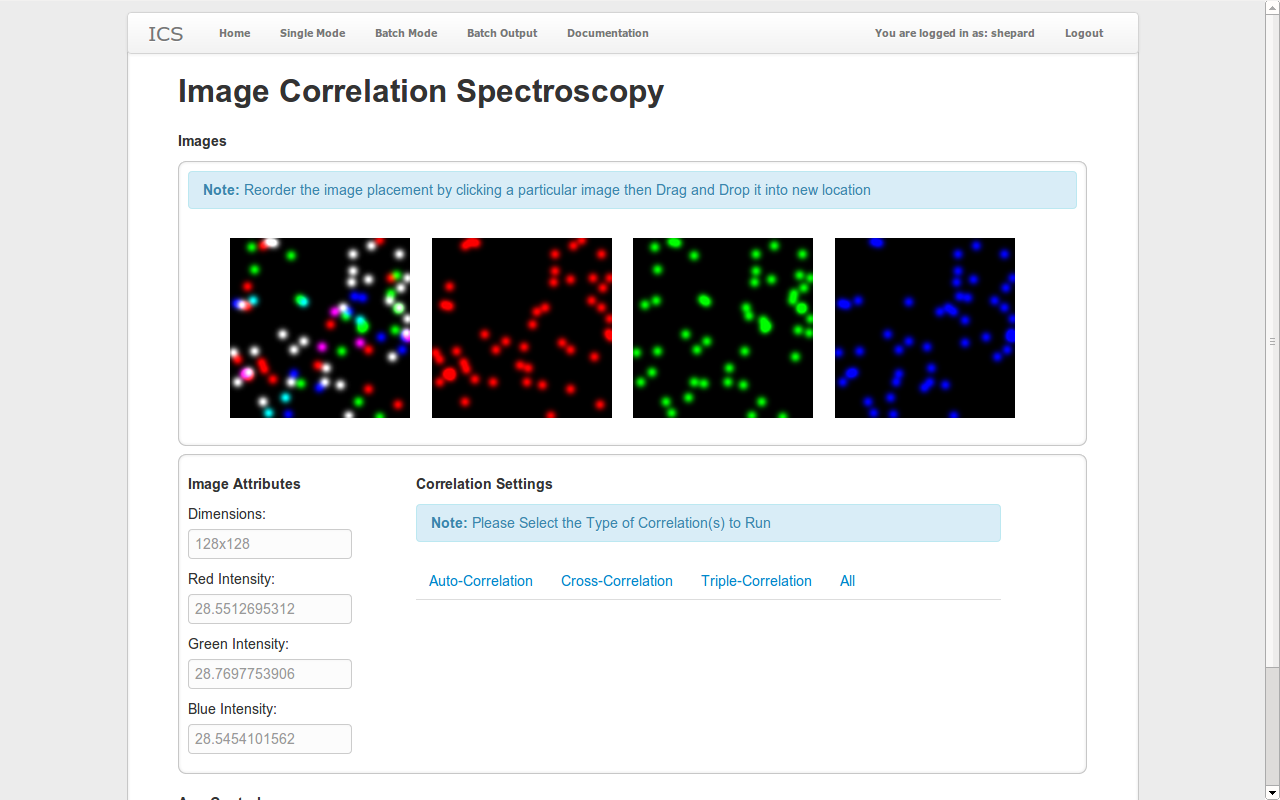 ICS Home Single Mode Batch Mode Batch Output Documentation You are logged in as: shepard Logout
Image Correlation Spectroscopy
Images
Note: Reorder the image placement by clicking a particular image then Drag and Drop it into new location
Image Attributes
Correlation Settings
Dimensions:
128x128
Note: Please Select the Type of Correlation(s) to Run
Red Intensity:
28.5512695312
Auto-Correlation Cross-Correlation Triple-Correlation All
Green Intensity:
28.7697753906
Blue Intensity:
28.5454101562